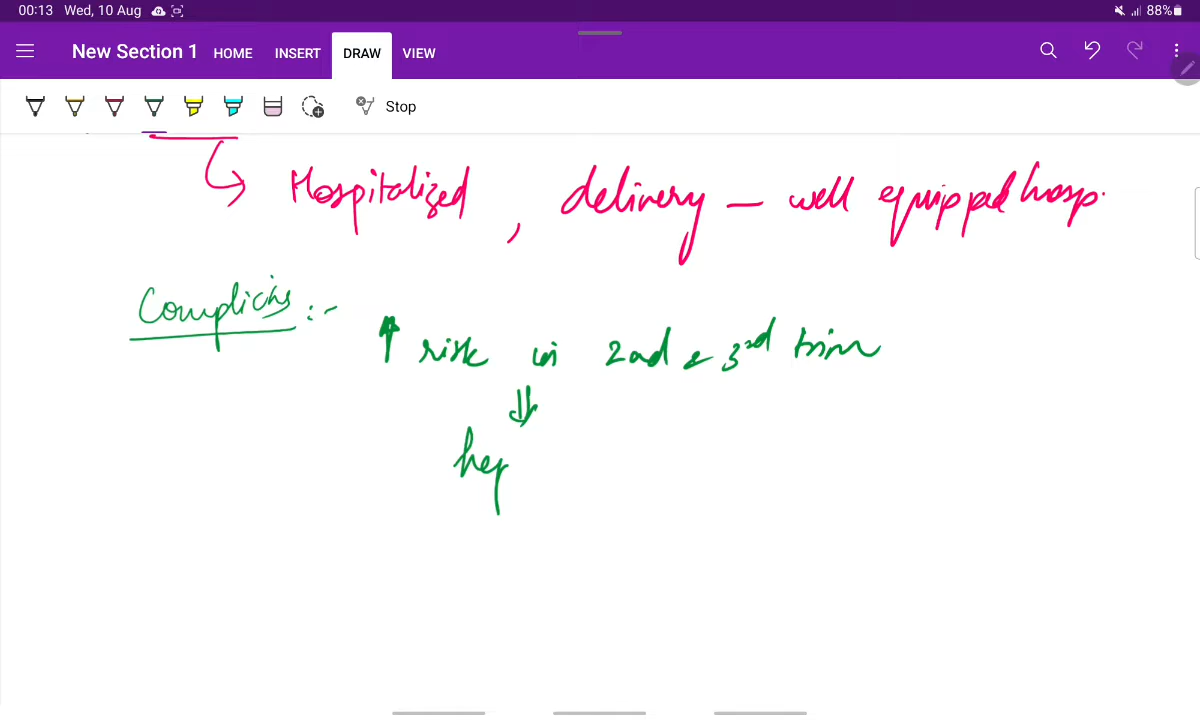 00:13 Wed, 10 Aug 88%
New Section 1 HOME INSERT DRAW VIEW
Stop
Hospitalized, delivery – well equipped hosp.
:-
↑ risk in 2nd & 3rd trim
hep